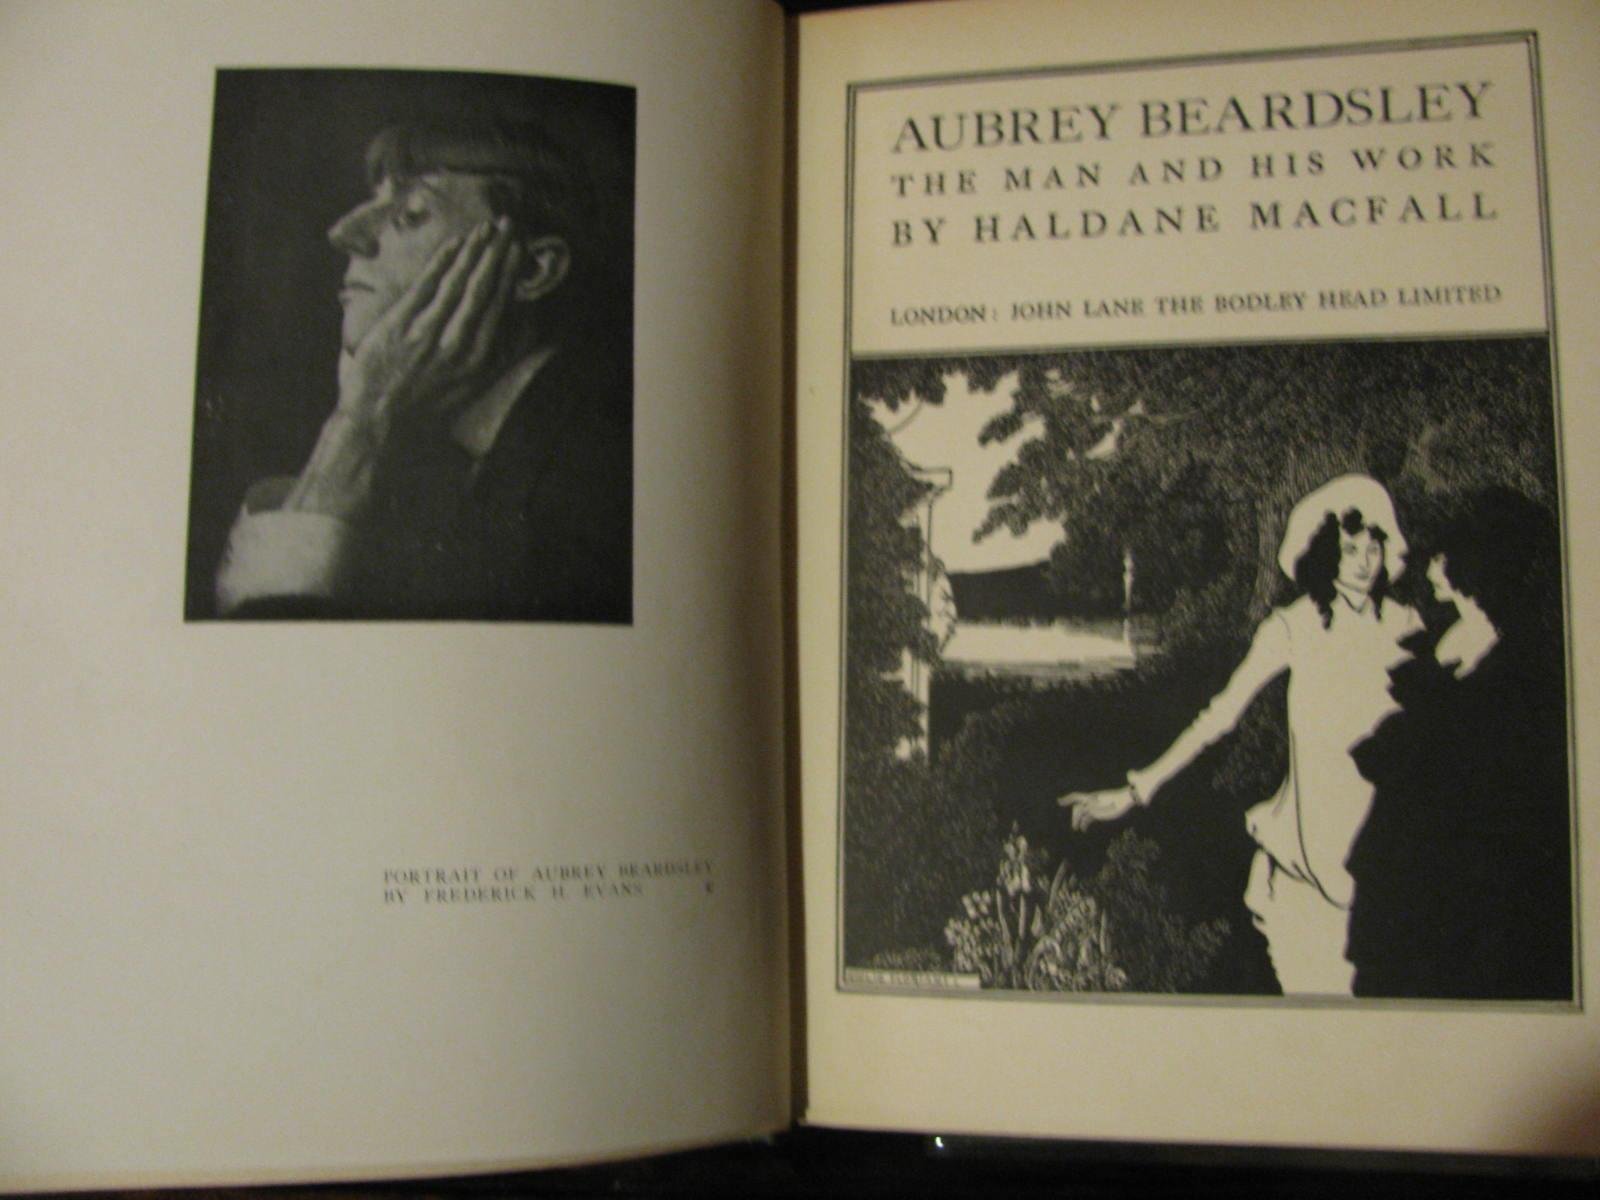 PORTRAIT OF AUBREY BEARDSLEY
BY FREDERICK H. EVANS
AUBREY BEARDSLEY
THE MAN AND HIS WORK
BY HALDANE MACFALL
LONDON: JOHN LANE THE BODLEY HEAD LIMITED